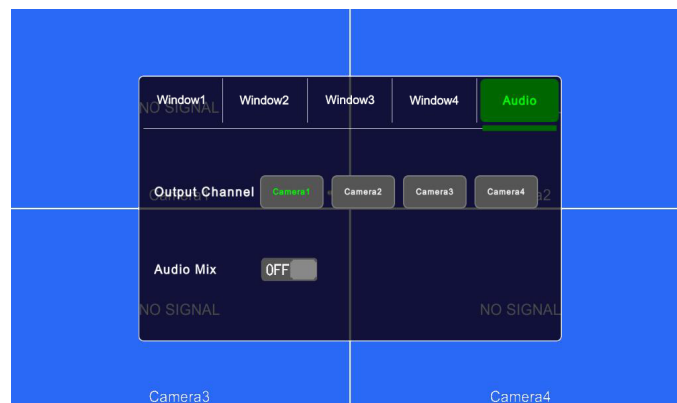 Window1 Window2 Window3 Window4 Audio
NO SIGNAL
Output Channel Camera1 Camera2 Camera3 Camera4
Camera1
Audio Mix OFF
NO SIGNAL NO SIGNAL
Camera3 Camera4